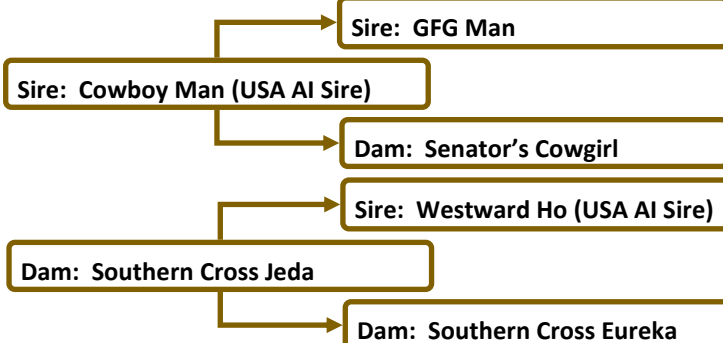 Sire: GFG Man
Sire: Cowboy Man (USA AI Sire)
Dam: Senator’s Cowgirl
Sire: Westward Ho (USA AI Sire)
Dam: Southern Cross Jeda
Dam: Southern Cross Eureka